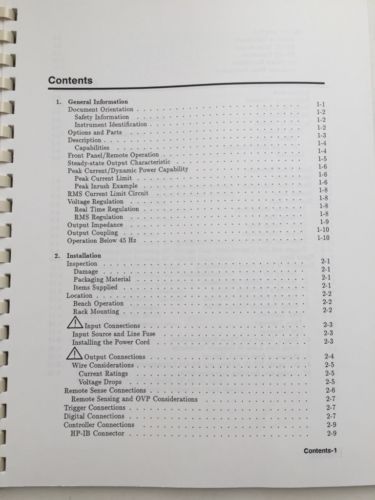 Contents
1. General Information
Document Orientation . . . . . . . . . . 1-1
Safety Information . . . . . . . . . . 1-2
Instrument Identification . . . . . . . . . . 1-2
Options and Parts . . . . . . . . . . 1-2
Description . . . . . . . . . . 1-3
Capabilities . . . . . . . . . . 1-4
Front Panel/Remote Operation . . . . . . . . . . 1-4
Steady-state Output Characteristic . . . . . . . . . . 1-5
Peak Current/Dynamic Power Capability . . . . . . . . . . 1-6
Peak Current Limit . . . . . . . . . . 1-6
Peak Inrush Example . . . . . . . . . . 1-6
RMS Current Limit Circuit . . . . . . . . . . 1-8
Voltage Regulation . . . . . . . . . . 1-8
Real Time Regulation . . . . . . . . . . 1-8
RMS Regulation . . . . . . . . . . 1-8
Output Impedance . . . . . . . . . . 1-9
Output Coupling . . . . . . . . . . 1-10
Operation Below 45 Hz . . . . . . . . . . 1-10
2. Installation
Inspection . . . . . . . . . . 2-1
Damage . . . . . . . . . . 2-1
Packaging Material . . . . . . . . . . 2-1
Items Supplied . . . . . . . . . . 2-1
Location . . . . . . . . . . 2-2
Bench Operation . . . . . . . . . . 2-2
Rack Mounting . . . . . . . . . . 2-2
Input Connections . . . . . . . . . . 2-3
Input Source and Line Fuse . . . . . . . . . . 2-3
Installing the Power Cord . . . . . . . . . . 2-3
Output Connections . . . . . . . . . . 2-4
Wire Considerations . . . . . . . . . . 2-5
Current Ratings . . . . . . . . . . 2-5
Voltage Drops . . . . . . . . . . 2-5
Remote Sense Connections . . . . . . . . . . 2-6
Remote Sensing and OVP Considerations . . . . . . . . . . 2-7
Trigger Connections . . . . . . . . . . 2-7
Digital Connections . . . . . . . . . . 2-7
Controller Connections . . . . . . . . . . 2-9
HP-IB Connector . . . . . . . . . . 2-9
Contents-1